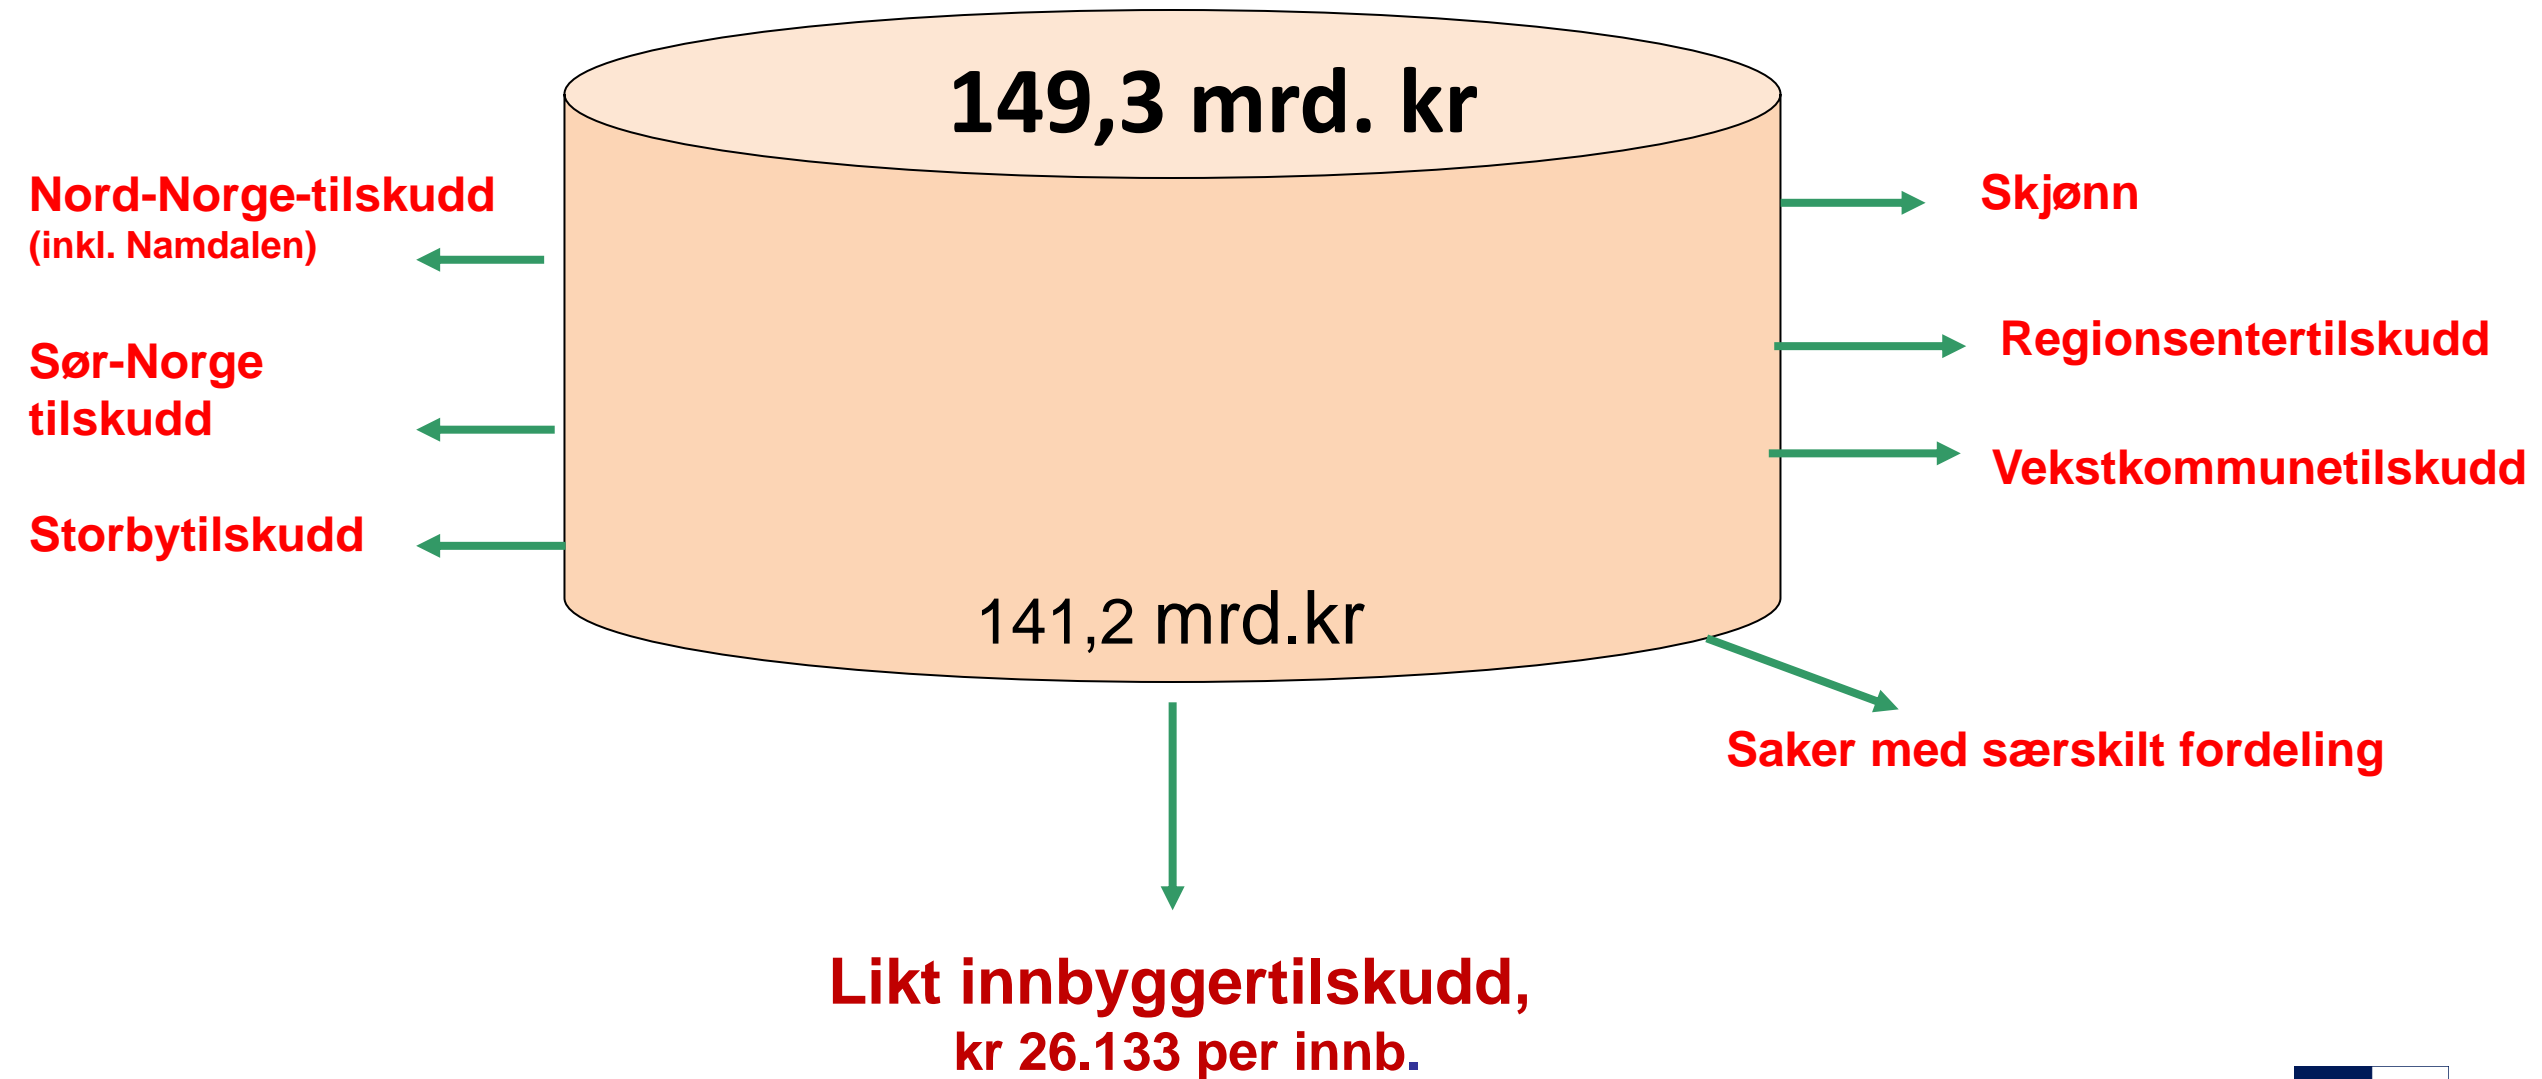 149,3 mrd. kr
Nord-Norge-tilskudd
(inkl. Namdalen)
Sør-Norge
tilskudd
Storbytilskudd
Skjønn
Regionsentertilskudd
Vekstkommunetilskudd
141,2 mrd.kr
Saker med særskilt fordeling
Likt innbyggertilskudd,
kr 26.133 per innb.